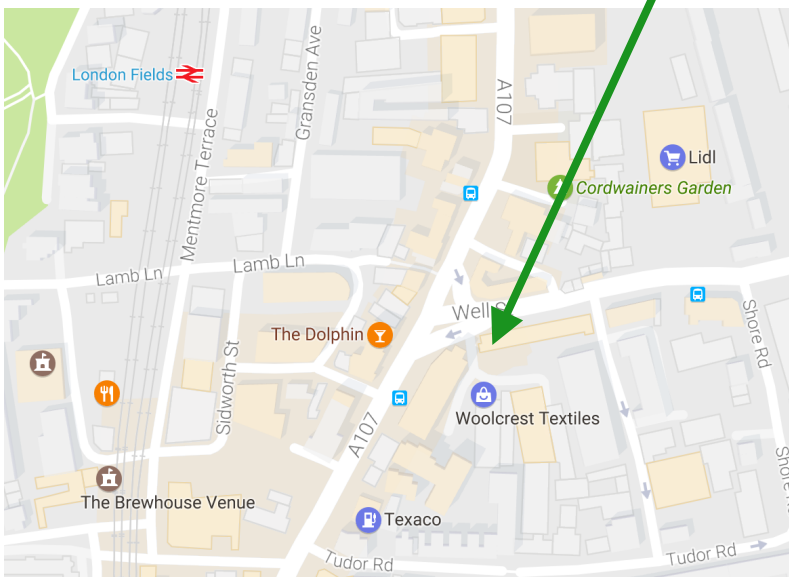 London Fields
Gransden Ave
A107
Mentmore Terrace
Lidl
Cordwainers Garden
Lamb Ln
Lamb Ln
Well S
Shore Rd
The Dolphin
Sidworth St
Woolcrest Textiles
A107
Shore
The Brewhouse Venue
Texaco
Tudor Rd
Tudor Rd